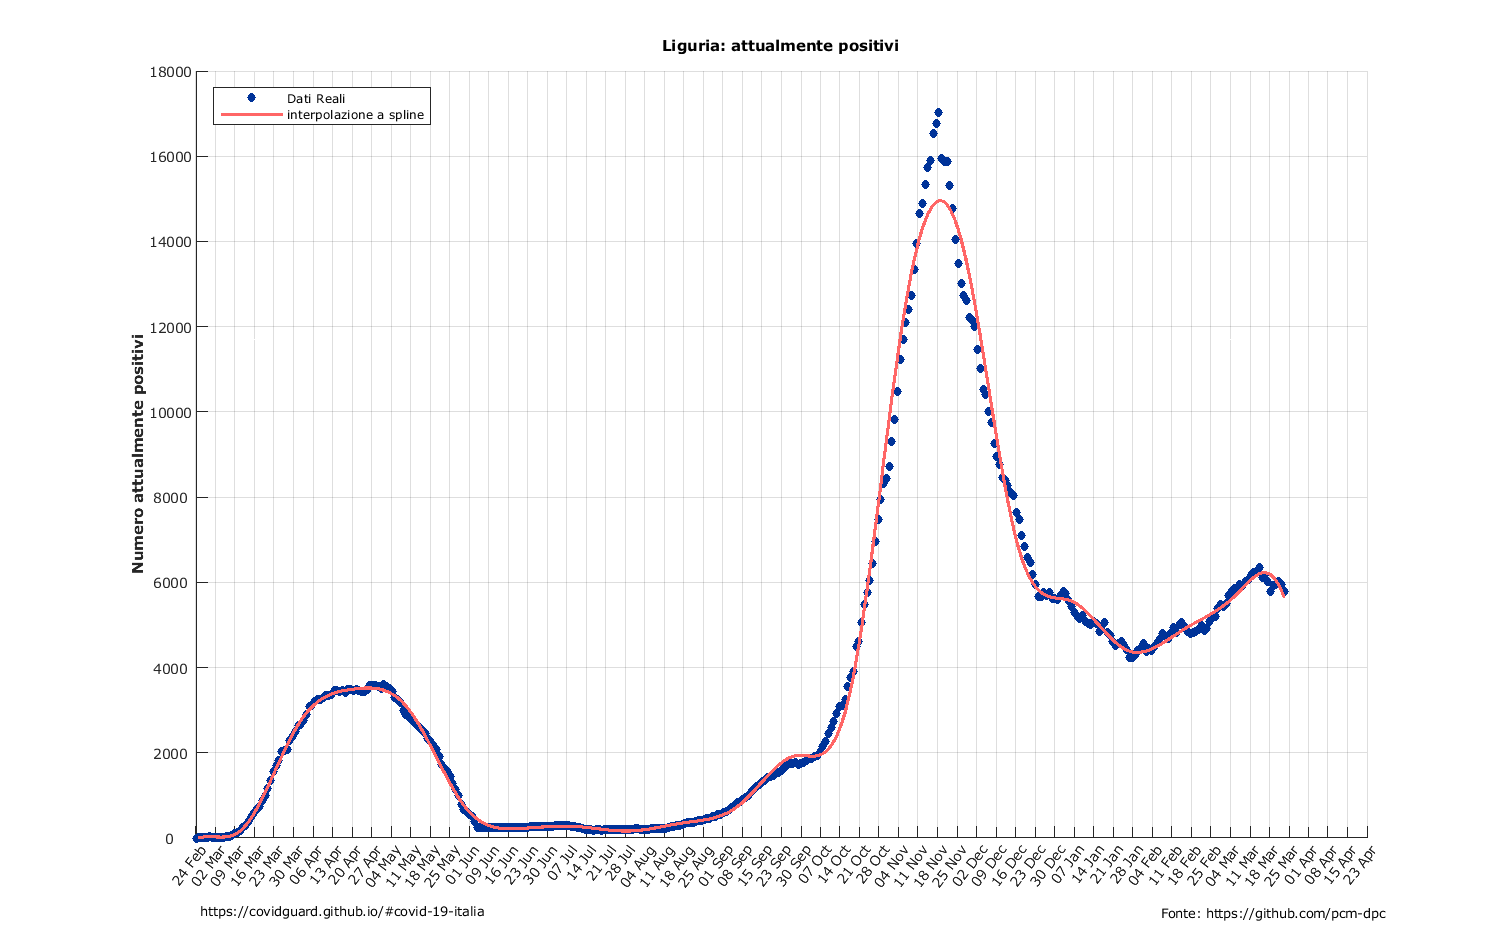 Liguria: attualmente positivi
18000
16000
14000
12000
10000
8000
6000
4000
2000
0
Numero attualmente positivi
Dati Reali
interpolazione a spline
24 Feb
02 Mar
09 Mar
16 Mar
23 Mar
30 Mar
06 Apr
13 Apr
20 Apr
27 Apr
04 May
11 May
18 May
25 May
01 Jun
09 Jun
16 Jun
23 Jun
30 Jun
07 Jul
14 Jul
21 Jul
28 Jul
04 Aug
11 Aug
18 Aug
25 Aug
01 Sep
08 Sep
15 Sep
23 Sep
30 Sep
07 Oct
14 Oct
21 Oct
28 Oct
04 Nov
11 Nov
18 Nov
25 Nov
02 Dec
09 Dec
16 Dec
23 Dec
30 Dec
07 Jan
14 Jan
21 Jan
28 Jan
04 Feb
11 Feb
18 Feb
25 Feb
04 Mar
11 Mar
18 Mar
25 Mar
01 Apr
08 Apr
15 Apr
23 Apr
https://covidguard.github.io/#covid-19-italia
Fonte: https://github.com/pcm-dpc